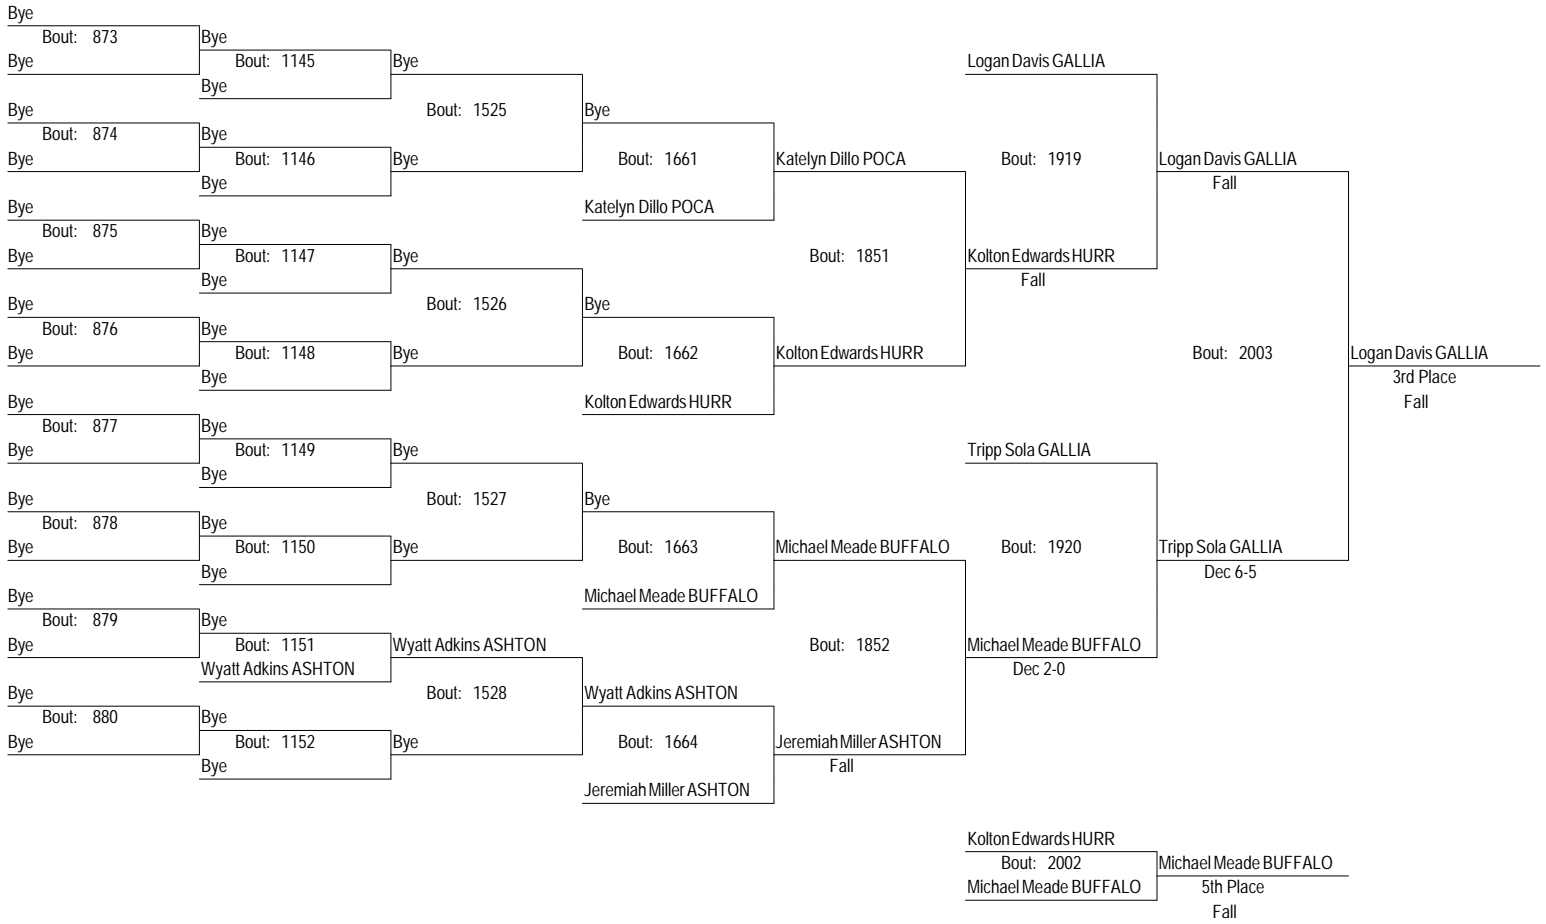 Bye
Bout: 873 Bye
Bye Bout: 1145 Bye Logan Davis GALLIA
Bye
Bye Bout: 1525 Bye
Bout: 874 Bye
Bye Bout: 1146 Bye Bout: 1661 Katelyn Dillo POCA Bout: 1919 Logan Davis GALLIA
Bye Fall
Bye Katelyn Dillo POCA
Bout: 875 Bye
Bye Bout: 1147 Bye Bout: 1851 Kolton Edwards HURR
Bye Fall
Bye Bout: 1526 Bye
Bout: 876 Bye
Bye Bout: 1148 Bye Bout: 1662 Kolton Edwards HURR Bout: 2003 Logan Davis GALLIA
Bye 3rd Place
Bye Kolton Edwards HURR Fall
Bout: 877 Bye
Bye Bout: 1149 Bye Tripp Sola GALLIA
Bye
Bye Bout: 1527 Bye
Bout: 878 Bye
Bye Bout: 1150 Bye Bout: 1663 Michael Meade BUFFALO Bout: 1920 Tripp Sola GALLIA
Bye Dec 6-5
Bye Michael Meade BUFFALO
Bout: 879 Bye
Bye Bout: 1151 Wyatt Adkins ASHTON Bout: 1852 Michael Meade BUFFALO
Wyatt Adkins ASHTON Dec 2-0
Bye Bout: 1528 Wyatt Adkins ASHTON
Bout: 880 Bye
Bye Bout: 1152 Bye Bout: 1664 Jeremiah Miller ASHTON
Bye Fall
Jeremiah Miller ASHTON
Kolton Edwards HURR
Bout: 2002 Michael Meade BUFFALO
Michael Meade BUFFALO 5th Place
Fall